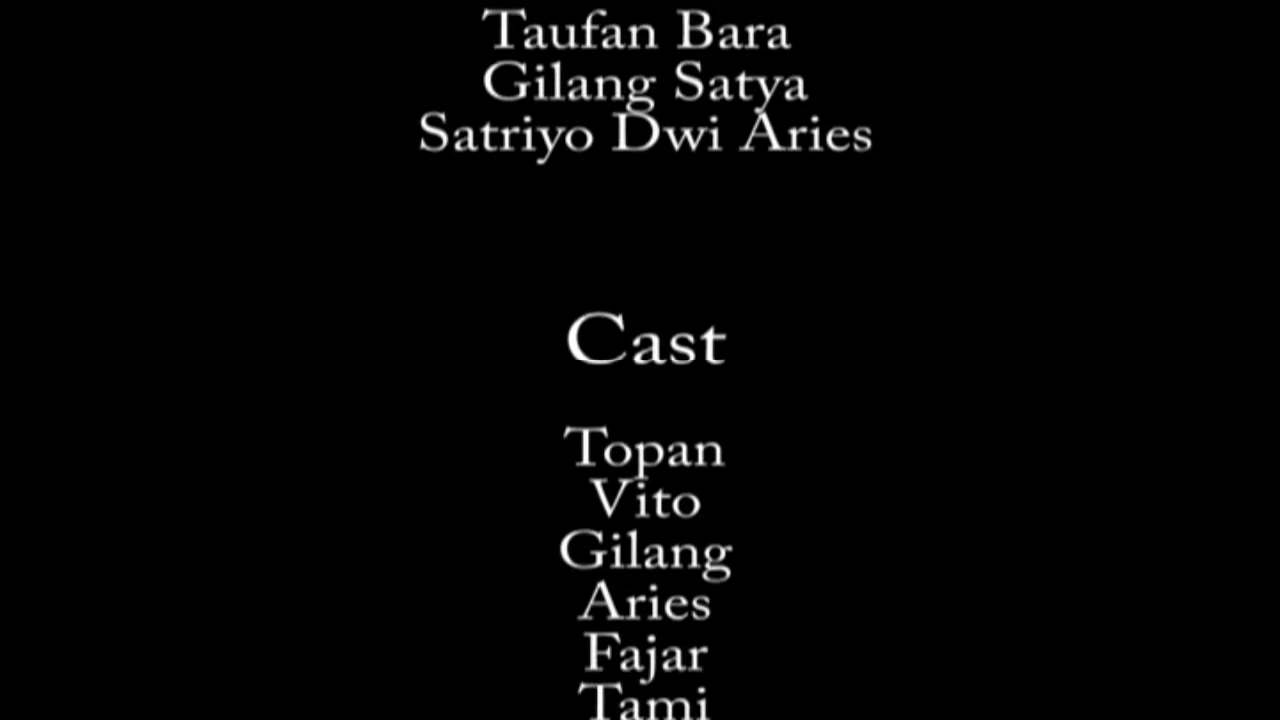 Taufan Bara
Gilang Satya
Satriyo Dwi Aries
Cast
Topan
Vito
Gilang
Aries
Fajar
Tami